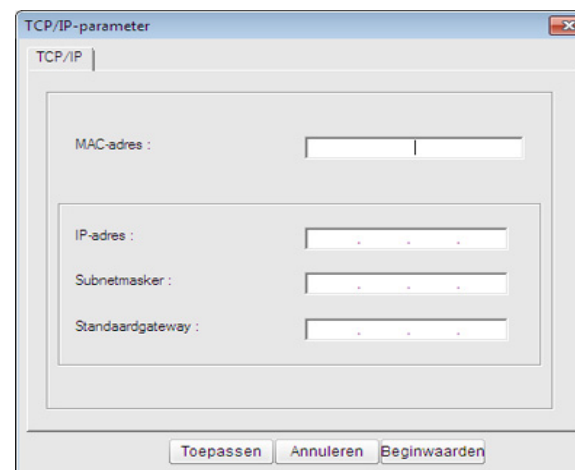 TCP/IP-parameter
TCP/IP
MAC-adres :
IP-adres :
. . .
Subnetmasker :
. . .
Standaardgateway :
. . .
Toepassen Annuleren Beginwaarden